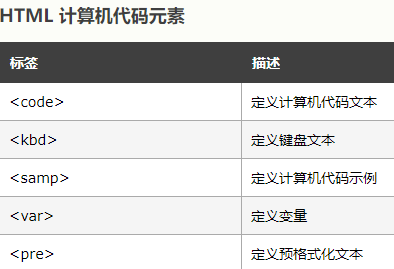 HTML 计算机代码元素
标签 描述
<code> 定义计算机代码文本
<kbd> 定义键盘文本
<samp> 定义计算机代码示例
<var> 定义变量
<pre> 定义预格式化文本